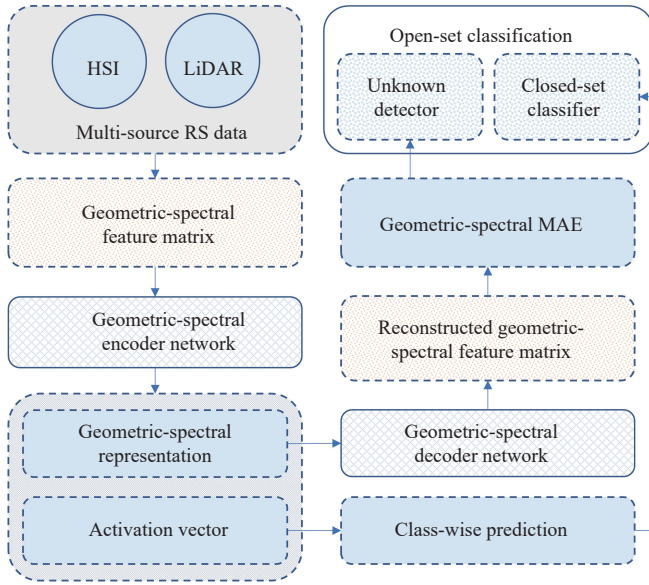 HSI
LiDAR
Multi-source RS data
Geometric-spectral
feature matrix
Geometric-spectral
encoder network
Geometric-spectral
representation
Activation vector
Open-set classification
Unknown
detector
Closed-set
classifier
Geometric-spectral MAE
Reconstructed geometric-
spectral feature matrix
Geometric-spectral
decoder network
Class-wise prediction